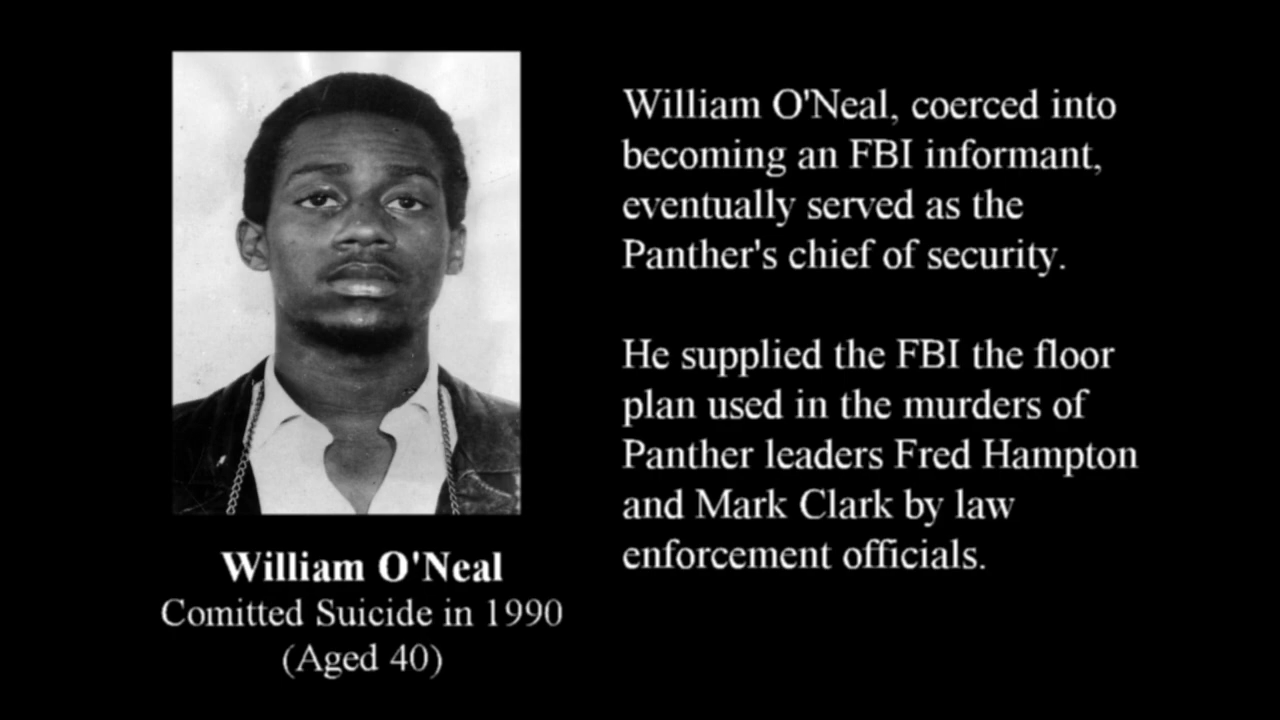 William O'Neal, coerced into
becoming an FBI informant,
eventually served as the
Panther's chief of security.
He supplied the FBI the floor
plan used in the murders of
Panther leaders Fred Hampton
and Mark Clark by law
enforcement officials.
William O'Neal
Comitted Suicide in 1990
(Aged 40)